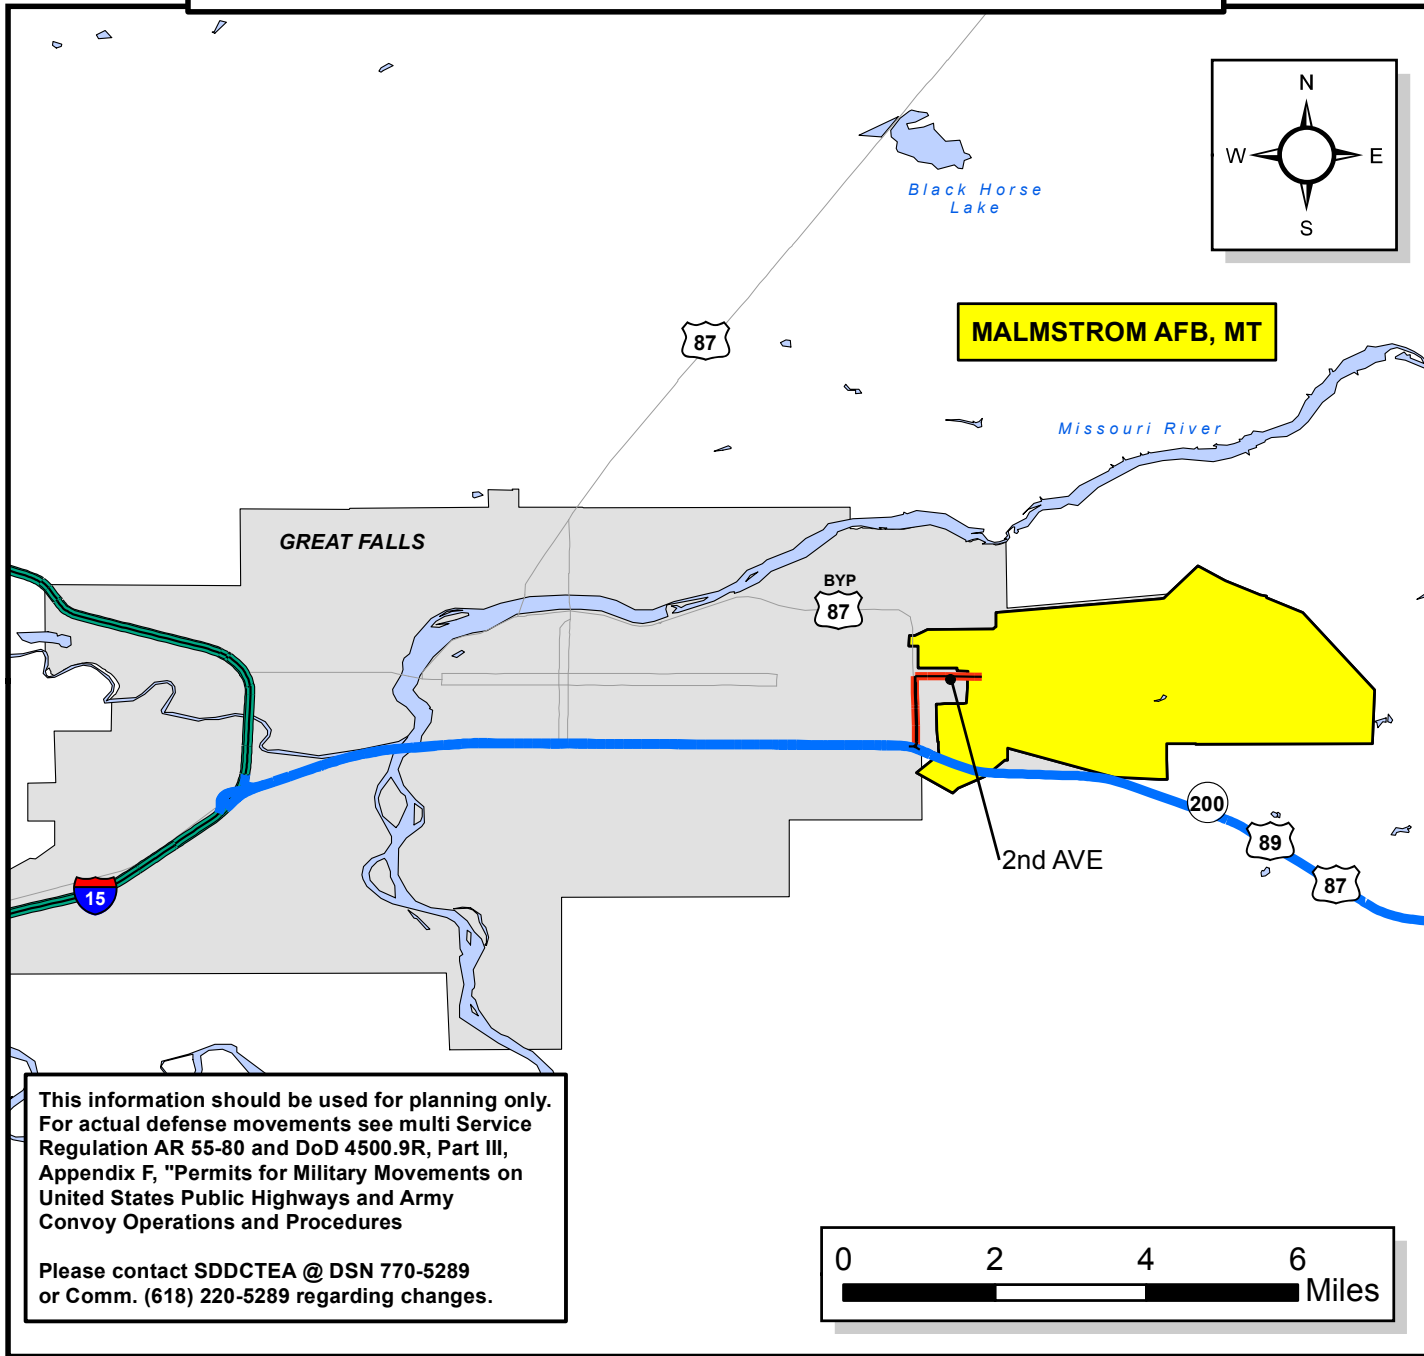 N
W
E
S
Black Horse
Lake
MALMSTROM AFB, MT
87
Missouri River
GREAT FALLS
BYP
87
200
89
87
2nd AVE
15
This information should be used for planning only.
For actual defense movements see multi Service
Regulation AR 55-80 and DoD 4500.9R, Part III,
Appendix F, "Permits for Military Movements on
United States Public Highways and Army
Convoy Operations and Procedures
Please contact SDDCTEA @ DSN 770-5289
or Comm. (618) 220-5289 regarding changes.
0 2 4 6
Miles